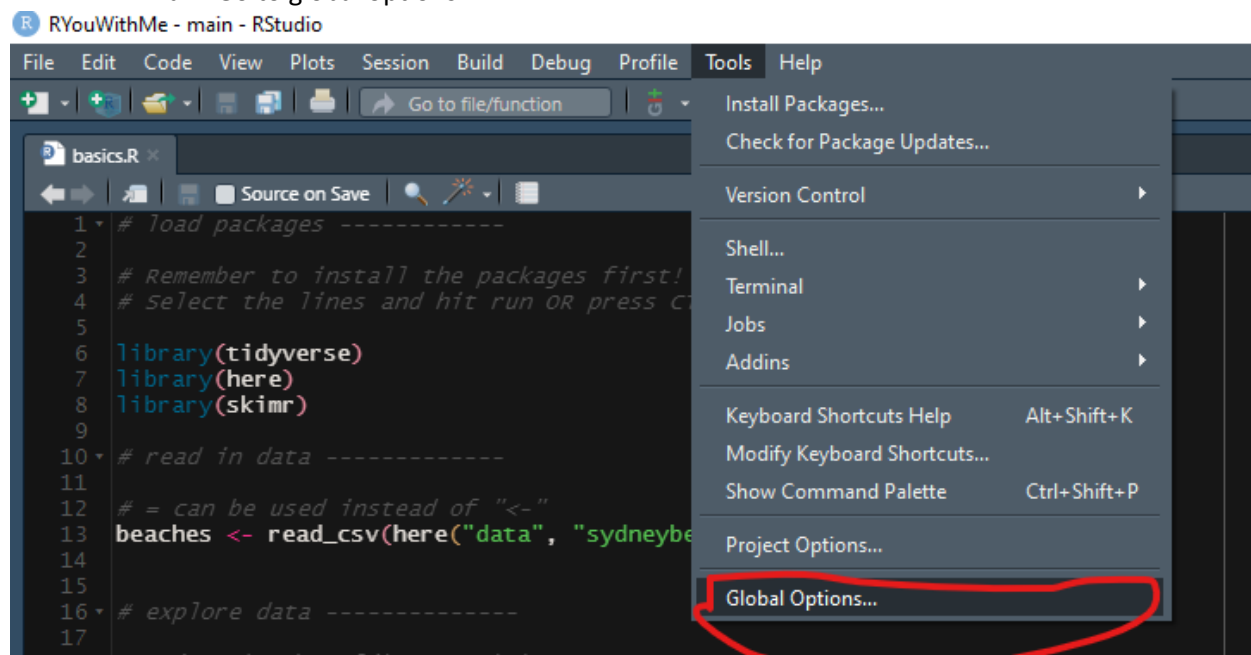 RYouWithMe - main - RStudio
File Edit Code View Plots Session Build Debug Profile Tools Help
Go to file/function
basics.R
Source on Save
1 # load packages ------------
2
3 # Remember to install the packages first!
4 # Select the lines and hit run OR press
5
6 library(tidyverse)
7 library(here)
8 library(skimr)
9
10 # read in data -------------
11
12 # = can be used instead of "<-"
13 beaches <- read_csv(here("data", "sydneybe
14
15
16 # explore data --------------
17
Install Packages...
Check for Package Updates...
Version Control
Shell...
Terminal
Jobs
Addins
Keyboard Shortcuts Help Alt+Shift+K
Modify Keyboard Shortcuts...
Show Command Palette Ctrl+Shift+P
Project Options...
Global Options...